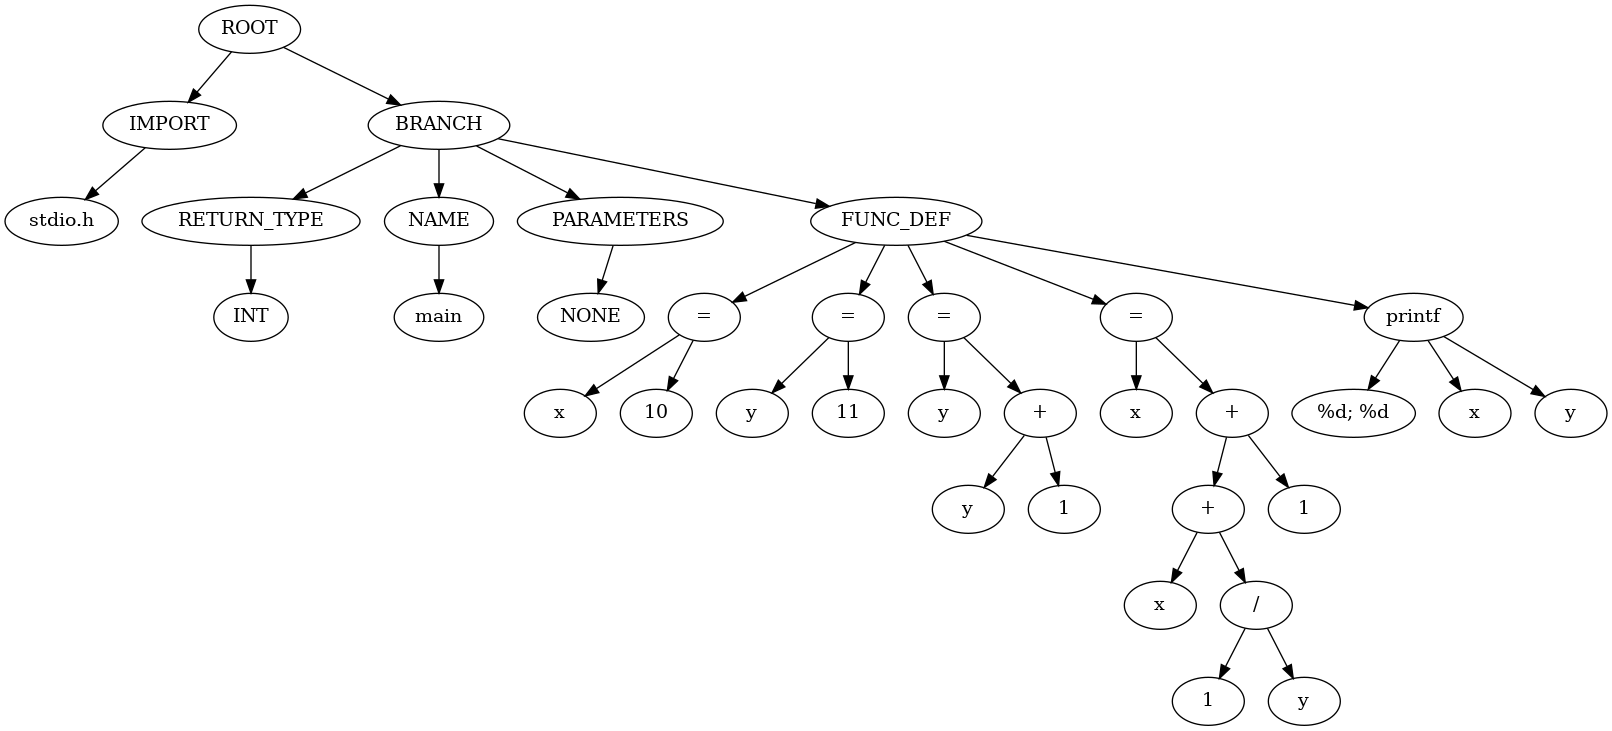 ROOT
IMPORT
BRANCH
stdio.h
RETURN_TYPE
NAME
PARAMETERS
FUNC_DEF
INT
main
NONE
=
=
=
=
printf
x
10
y
11
y
+
x
+
%d; %d
x
y
y
1
+
1
x
/
1
y